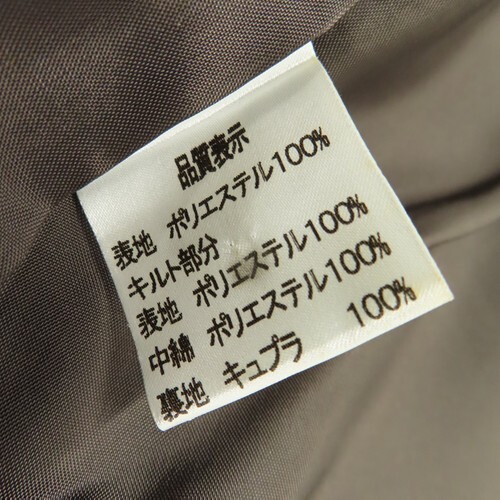 品質表示
表地 ポリエステル100%
キルト部分
表地 ポリエステル100%
中綿 ポリエステル100%
裏地 キュプラ 100%